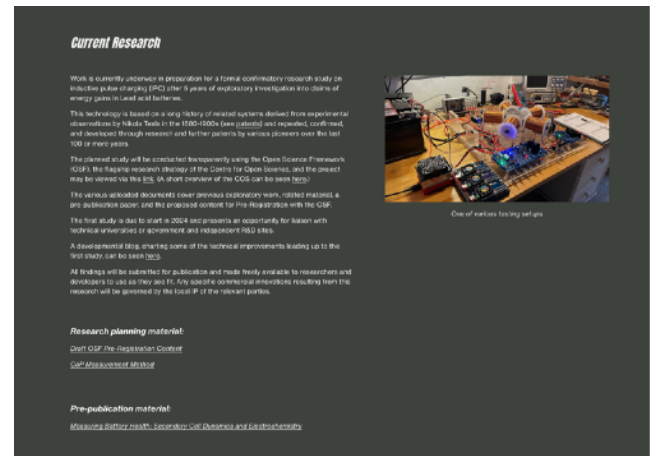 Current Research
Work is currently underway in preparation for a formal confirmatory research study on
inductive pulse charging (IPC) after 5 years of exploratory investigation into claims of
energy gains in Lead acid batteries.
This technology is based on a long history of related systems derived from experimental
observations by Nikola Tesla in the 1880-1900s (see patents) and repeated, confirmed,
and developed through research and further patents by various pioneers over the last
100 or more years.
The planned study will be conducted transparently using the Open Science Framework
(OSF), the flagship research strategy of the Centre for Open Science, and the project
may be viewed via this link. (A short overview of the COS can be seen here.)
The various uploaded documents cover previous exploratory work, related material, a
pre-publication paper, and the proposed content for Pre-Registration with the OSF.
The first study is due to start in 2024 and presents an opportunity for liaison with
technical universities or government and independent R&D sites.
A developmental blog, charting some of the technical improvements leading up to the
first study, can be seen here.
All findings will be submitted for publication and made freely available to researchers and
developers to use as they see fit. Any specific commercial innovations resulting from this
research will be governed by the local IP of the relevant parties.
One of various testing setups
Research planning material:
Draft OSF Pre-Registration Content
CoP Measurement Method
Pre-publication material:
Measuring Battery Health: Secondary Cell Dynamics and Electrochemistry